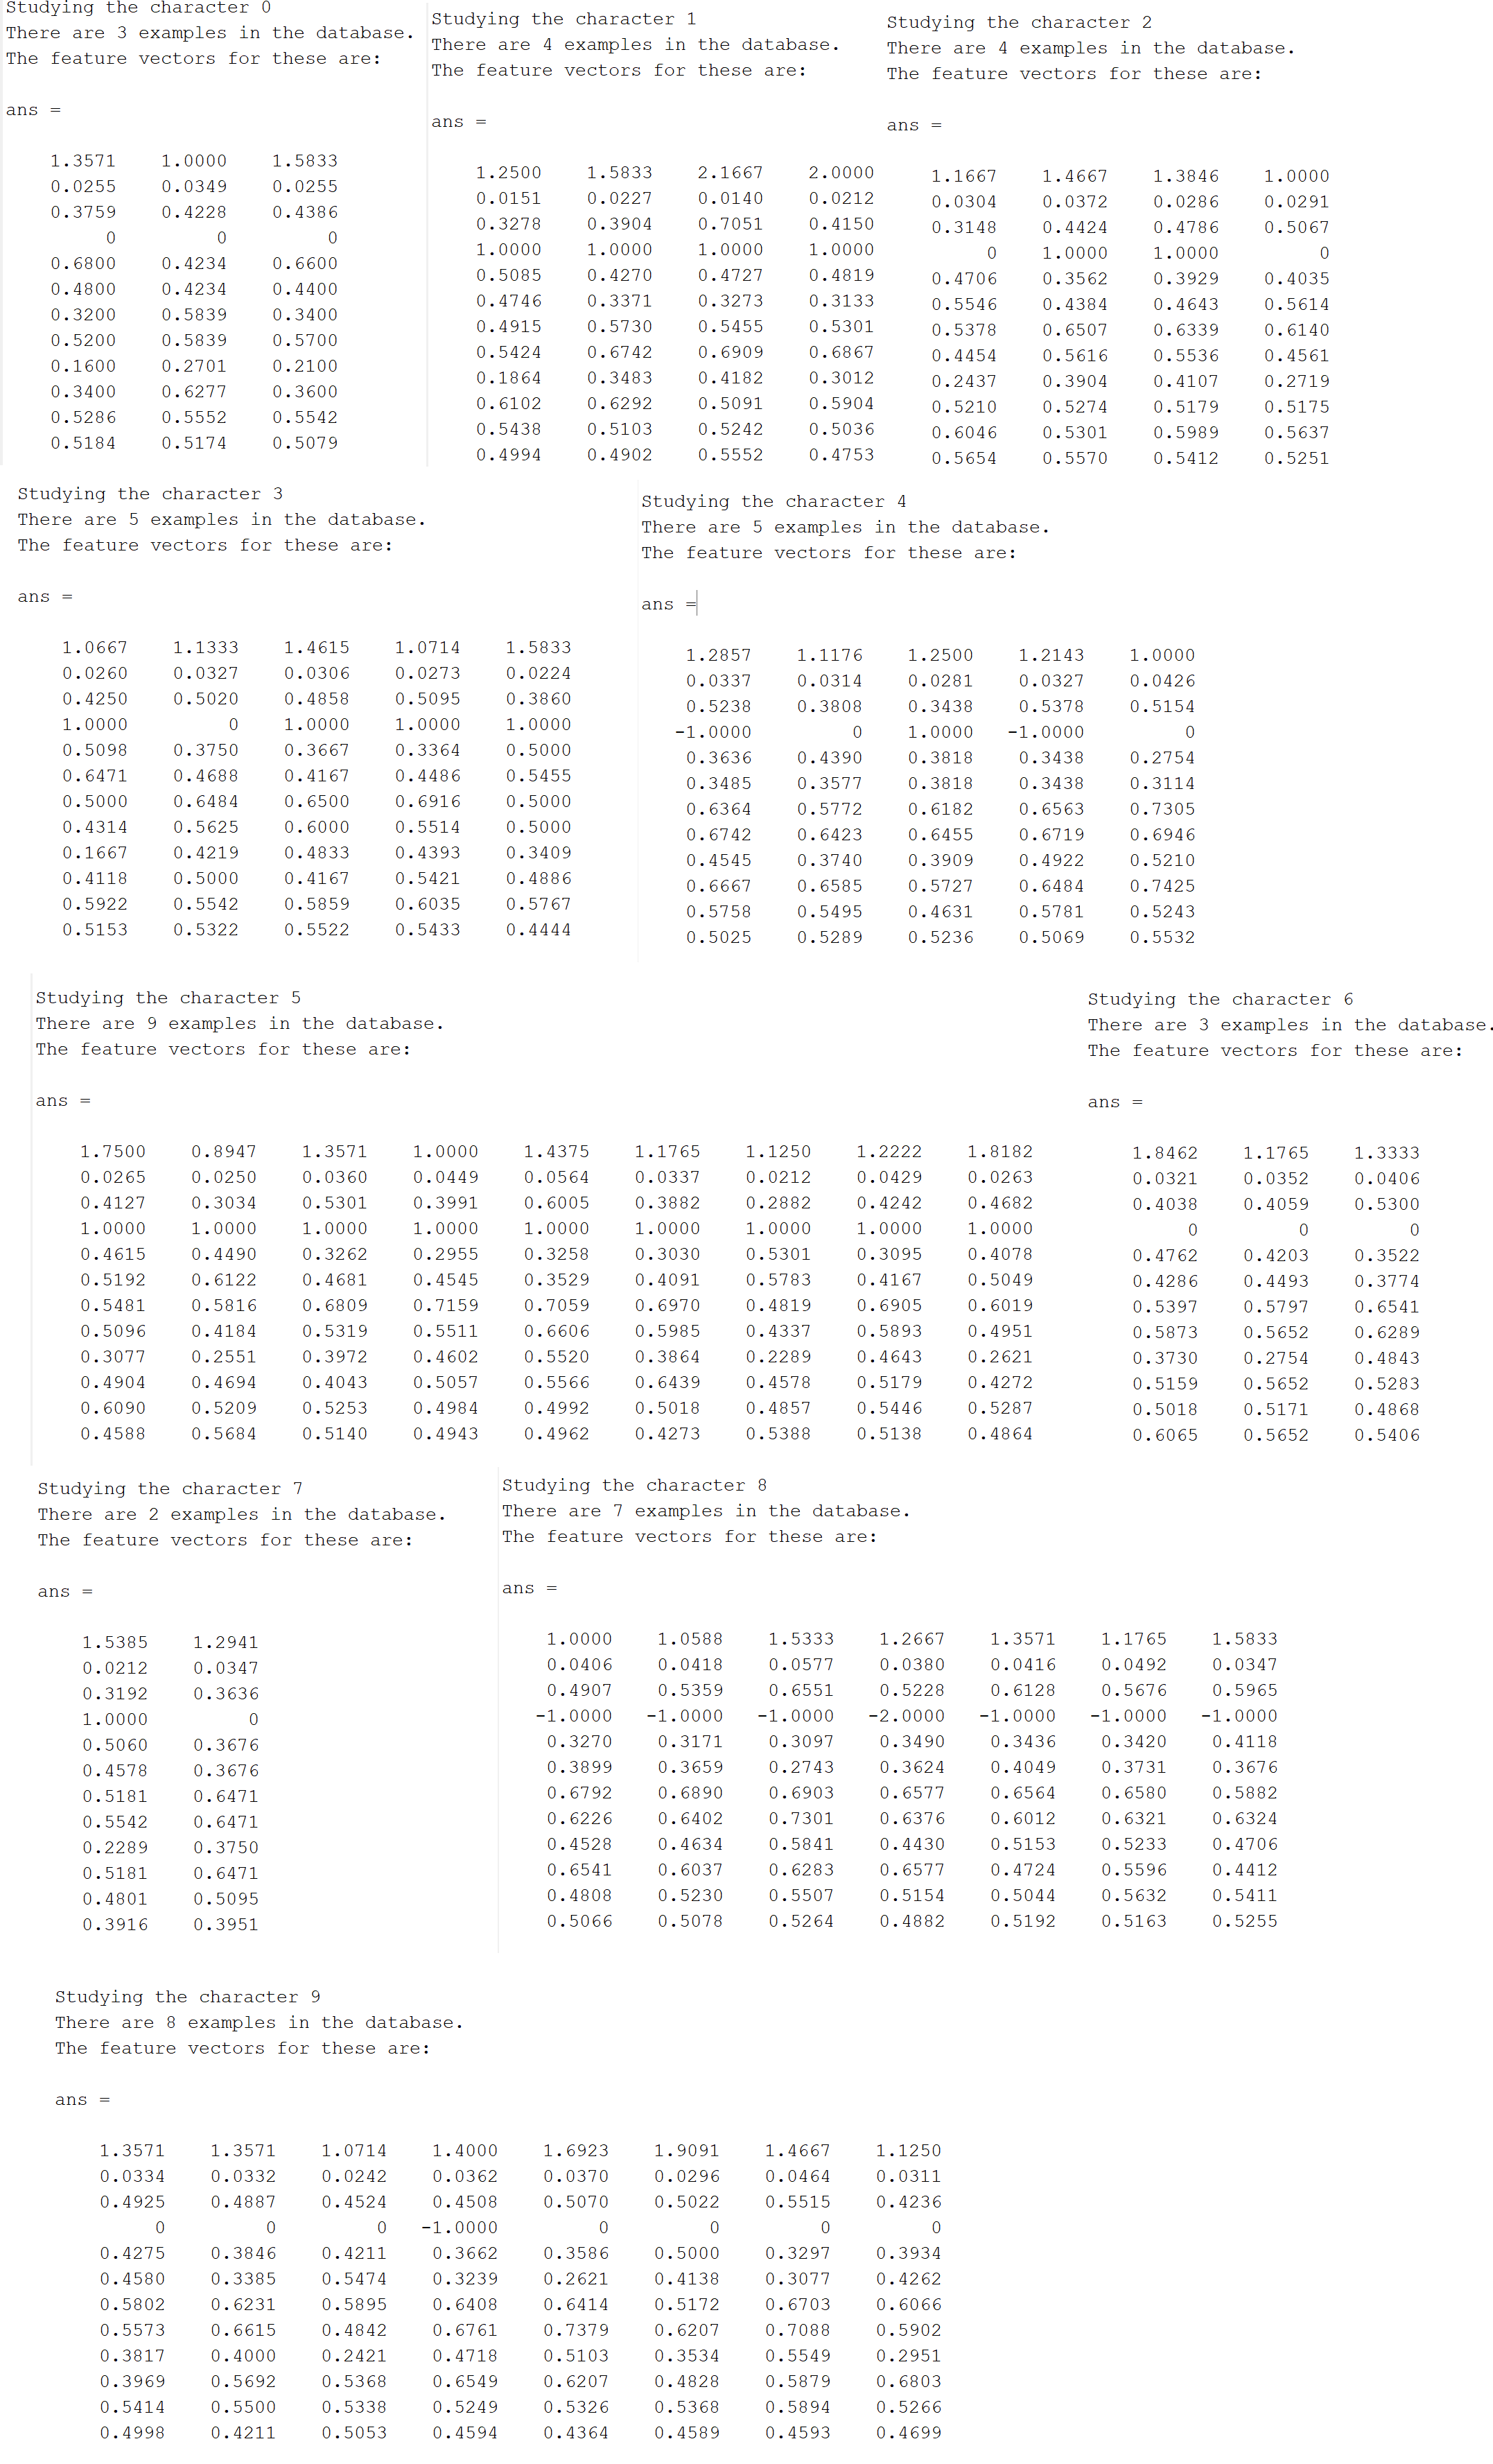 Studying the character 0
There are 3 examples in the database.
The feature vectors for these are:
ans =
1.3571 1.0000 1.5833
0.0255 0.0349 0.0255
0.3759 0.4228 0.4386
0 0 0
0.6800 0.4234 0.6600
0.4800 0.4234 0.4400
0.3200 0.5839 0.3400
0.5200 0.5839 0.5700
0.1600 0.2701 0.2100
0.3400 0.6277 0.3600
0.5286 0.5552 0.5542
0.5184 0.5174 0.5079
Studying the character 1
There are 4 examples in the database.
The feature vectors for these are:
ans =
1.2500 1.5833 2.1667 2.0000
0.0151 0.0227 0.0140 0.0212
0.3278 0.3904 0.7051 0.4150
1.0000 1.0000 1.0000 1.0000
0.5085 0.4270 0.4727 0.4819
0.4746 0.3371 0.3273 0.3133
0.4915 0.5730 0.5455 0.5301
0.5424 0.6742 0.6909 0.6867
0.1864 0.3483 0.4182 0.3012
0.6102 0.6292 0.5091 0.5904
0.5438 0.5103 0.5242 0.5036
0.4994 0.4902 0.5552 0.4753
Studying the character 2
There are 4 examples in the database.
The feature vectors for these are:
ans =
1.1667 1.4667 1.3846 1.0000
0.0304 0.0372 0.0286 0.0291
0.3148 0.4424 0.4786 0.5067
0 1.0000 1.0000 0
0.4706 0.3562 0.3929 0.4035
0.5546 0.4384 0.4643 0.5614
0.5378 0.6507 0.6339 0.6140
0.4454 0.5616 0.5536 0.4561
0.2437 0.3904 0.4107 0.2719
0.5210 0.5274 0.5179 0.5175
0.6046 0.5301 0.5989 0.5637
0.5654 0.5570 0.5412 0.5251
Studying the character 3
There are 5 examples in the database.
The feature vectors for these are:
ans =
1.0667 1.1333 1.4615 1.0714 1.5833
0.0260 0.0327 0.0306 0.0273 0.0224
0.4250 0.5020 0.4858 0.5095 0.3860
1.0000 0 1.0000 1.0000 1.0000
0.5098 0.3750 0.3667 0.3364 0.5000
0.6471 0.4688 0.4167 0.4486 0.5455
0.5000 0.6484 0.6500 0.6916 0.5000
0.4314 0.5625 0.6000 0.5514 0.5000
0.1667 0.4219 0.4833 0.4393 0.3409
0.4118 0.5000 0.4167 0.5421 0.4886
0.5922 0.5542 0.5859 0.6035 0.5767
0.5153 0.5322 0.5522 0.5433 0.4444
Studying the character 4
There are 5 examples in the database.
The feature vectors for these are:
ans =
1.2857 1.1176 1.2500 1.2143 1.0000
0.0337 0.0314 0.0281 0.0327 0.0426
0.5238 0.3808 0.3438 0.5378 0.5154
-1.0000 0 1.0000 -1.0000 0
0.3636 0.4390 0.3818 0.3438 0.2754
0.3485 0.3577 0.3818 0.3438 0.3114
0.6364 0.5772 0.6182 0.6563 0.7305
0.6742 0.6423 0.6455 0.6719 0.6946
0.4545 0.3740 0.3909 0.4922 0.5210
0.6667 0.6585 0.5727 0.6484 0.7425
0.5758 0.5495 0.4631 0.5781 0.5243
0.5025 0.5289 0.5236 0.5069 0.5532
Studying the character 5
There are 9 examples in the database.
The feature vectors for these are:
ans =
1.7500 0.8947 1.3571 1.0000 1.4375 1.1765 1.1250 1.2222 1.8182
0.0265 0.0250 0.0360 0.0449 0.0564 0.0337 0.0212 0.0429 0.0263
0.4127 0.3034 0.5301 0.3991 0.6005 0.3882 0.2882 0.4242 0.4682
1.0000 1.0000 1.0000 1.0000 1.0000 1.0000 1.0000 1.0000 1.0000
0.4615 0.4490 0.3262 0.2955 0.3258 0.3030 0.5301 0.3095 0.4078
0.5192 0.6122 0.4681 0.4545 0.3529 0.4091 0.5783 0.4167 0.5049
0.5481 0.5816 0.6809 0.7159 0.7059 0.6970 0.4819 0.6905 0.6019
0.5096 0.4184 0.5319 0.5511 0.6606 0.5985 0.4337 0.5893 0.4951
0.3077 0.2551 0.3972 0.4602 0.5520 0.3864 0.2289 0.4643 0.2621
0.4904 0.4694 0.4043 0.5057 0.5566 0.6439 0.4578 0.5179 0.4272
0.6090 0.5209 0.5253 0.4984 0.4992 0.5018 0.4857 0.5446 0.5287
0.4588 0.5684 0.5140 0.4943 0.4962 0.4273 0.5388 0.5138 0.4864
Studying the character 6
There are 3 examples in the database.
The feature vectors for these are:
ans =
1.8462 1.1765 1.3333
0.0321 0.0352 0.0406
0.4038 0.4059 0.5300
0 0 0
0.4762 0.4203 0.3522
0.4286 0.4493 0.3774
0.5397 0.5797 0.6541
0.5873 0.5652 0.6289
0.3730 0.2754 0.4843
0.5159 0.5652 0.5283
0.5018 0.5171 0.4868
0.6065 0.5652 0.5406
Studying the character 7
There are 2 examples in the database.
The feature vectors for these are:
ans =
1.5385 1.2941
0.0212 0.0347
0.3192 0.3636
1.0000 0
0.5060 0.3676
0.4578 0.3676
0.5181 0.6471
0.5542 0.6471
0.2289 0.3750
0.5181 0.6471
0.4801 0.5095
0.3916 0.3951
Studying the character 8
There are 7 examples in the database.
The feature vectors for these are:
ans =
1.0000 1.0588 1.5333 1.2667 1.3571 1.1765 1.5833
0.0406 0.0418 0.0577 0.0380 0.0416 0.0492 0.0347
0.4907 0.5359 0.6551 0.5228 0.6128 0.5676 0.5965
-1.0000 -1.0000 -1.0000 -2.0000 -1.0000 -1.0000 -1.0000
0.3270 0.3171 0.3097 0.3490 0.3436 0.3420 0.4118
0.3899 0.3659 0.2743 0.3624 0.4049 0.3731 0.3676
0.6792 0.6890 0.6903 0.6577 0.6564 0.6580 0.5882
0.6226 0.6402 0.7301 0.6376 0.6012 0.6321 0.6324
0.4528 0.4634 0.5841 0.4430 0.5153 0.5233 0.4706
0.6541 0.6037 0.6283 0.6577 0.4724 0.5596 0.4412
0.4808 0.5230 0.5507 0.5154 0.5044 0.5632 0.5411
0.5066 0.5078 0.5264 0.4882 0.5192 0.5163 0.5255
Studying the character 9
There are 8 examples in the database.
The feature vectors for these are:
ans =
1.3571 1.3571 1.0714 1.4000 1.6923 1.9091 1.4667 1.1250
0.0334 0.0332 0.0242 0.0362 0.0370 0.0296 0.0464 0.0311
0.4925 0.4887 0.4524 0.4508 0.5070 0.5022 0.5515 0.4236
0 0 0 -1.0000 0 0 0 0
0.4275 0.3846 0.4211 0.3662 0.3586 0.5000 0.3297 0.3934
0.4580 0.3385 0.5474 0.3239 0.2621 0.4138 0.3077 0.4262
0.5802 0.6231 0.5895 0.6408 0.6414 0.5172 0.6703 0.6066
0.5573 0.6615 0.4842 0.6761 0.7379 0.6207 0.7088 0.5902
0.3817 0.4000 0.2421 0.4718 0.5103 0.3534 0.5549 0.2951
0.3969 0.5692 0.5368 0.6549 0.6207 0.4828 0.5879 0.6803
0.5414 0.5500 0.5338 0.5249 0.5326 0.5368 0.5894 0.5266
0.4998 0.4211 0.5053 0.4594 0.4364 0.4589 0.4593 0.4699